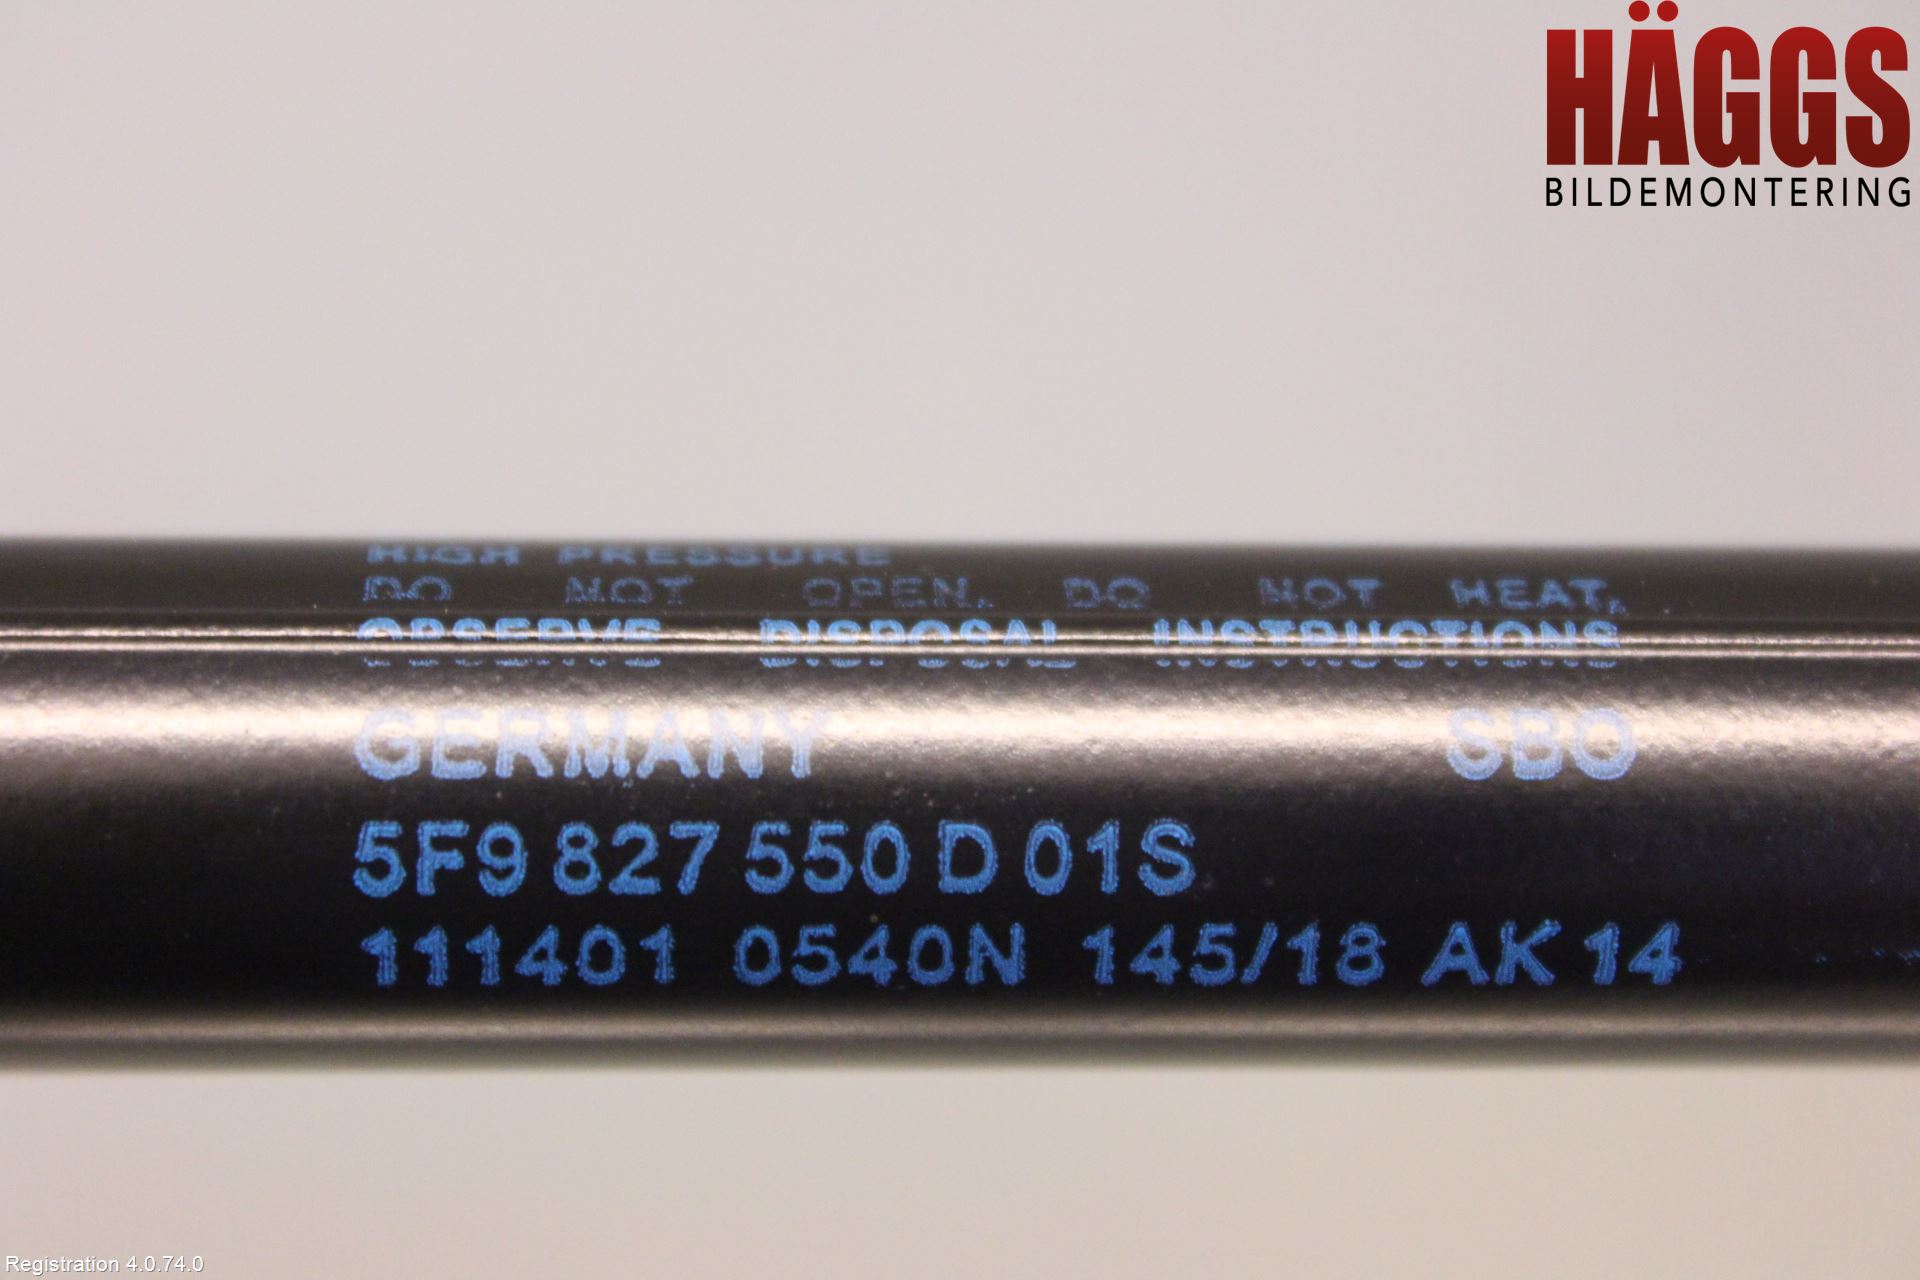 HÄGGS
BILDEMONTERING
HIGH PRESSURE
DO NOT OPEN. DO NOT HEAT.
OBSERVE DISPOSAL INSTRUCTIONS
GERMANY SBO
5F9 827 550 D 01S
111401 0540N 145/18 AK 14
Registration 4.0.74.0